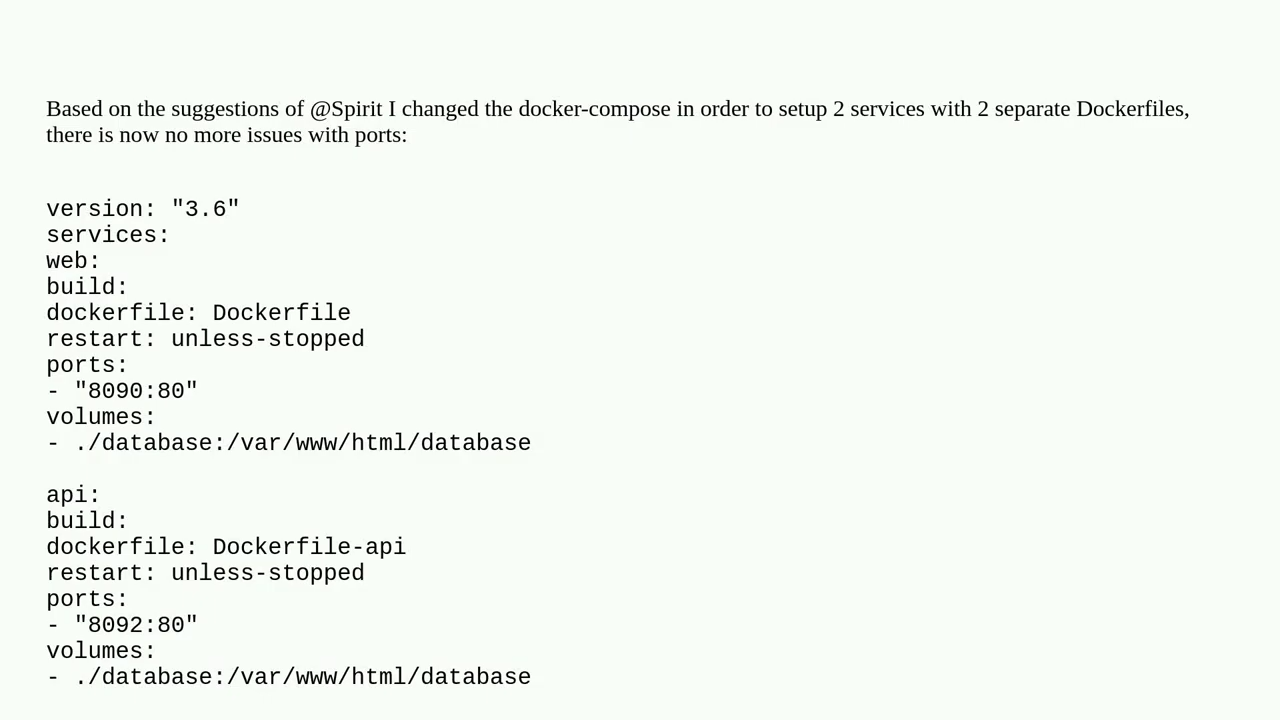 Based on the suggestions of @Spirit I changed the docker-compose in order to setup 2 services with 2 separate Dockerfiles,
there is now no more issues with ports:
version: "3.6"
services:
web:
build:
dockerfile: Dockerfile
restart: unless-stopped
ports:
- "8090:80"
volumes:
- ./database:/var/www/html/database
api:
build:
dockerfile: Dockerfile-api
restart: unless-stopped
ports:
- "8092:80"
volumes:
- ./database:/var/www/html/database